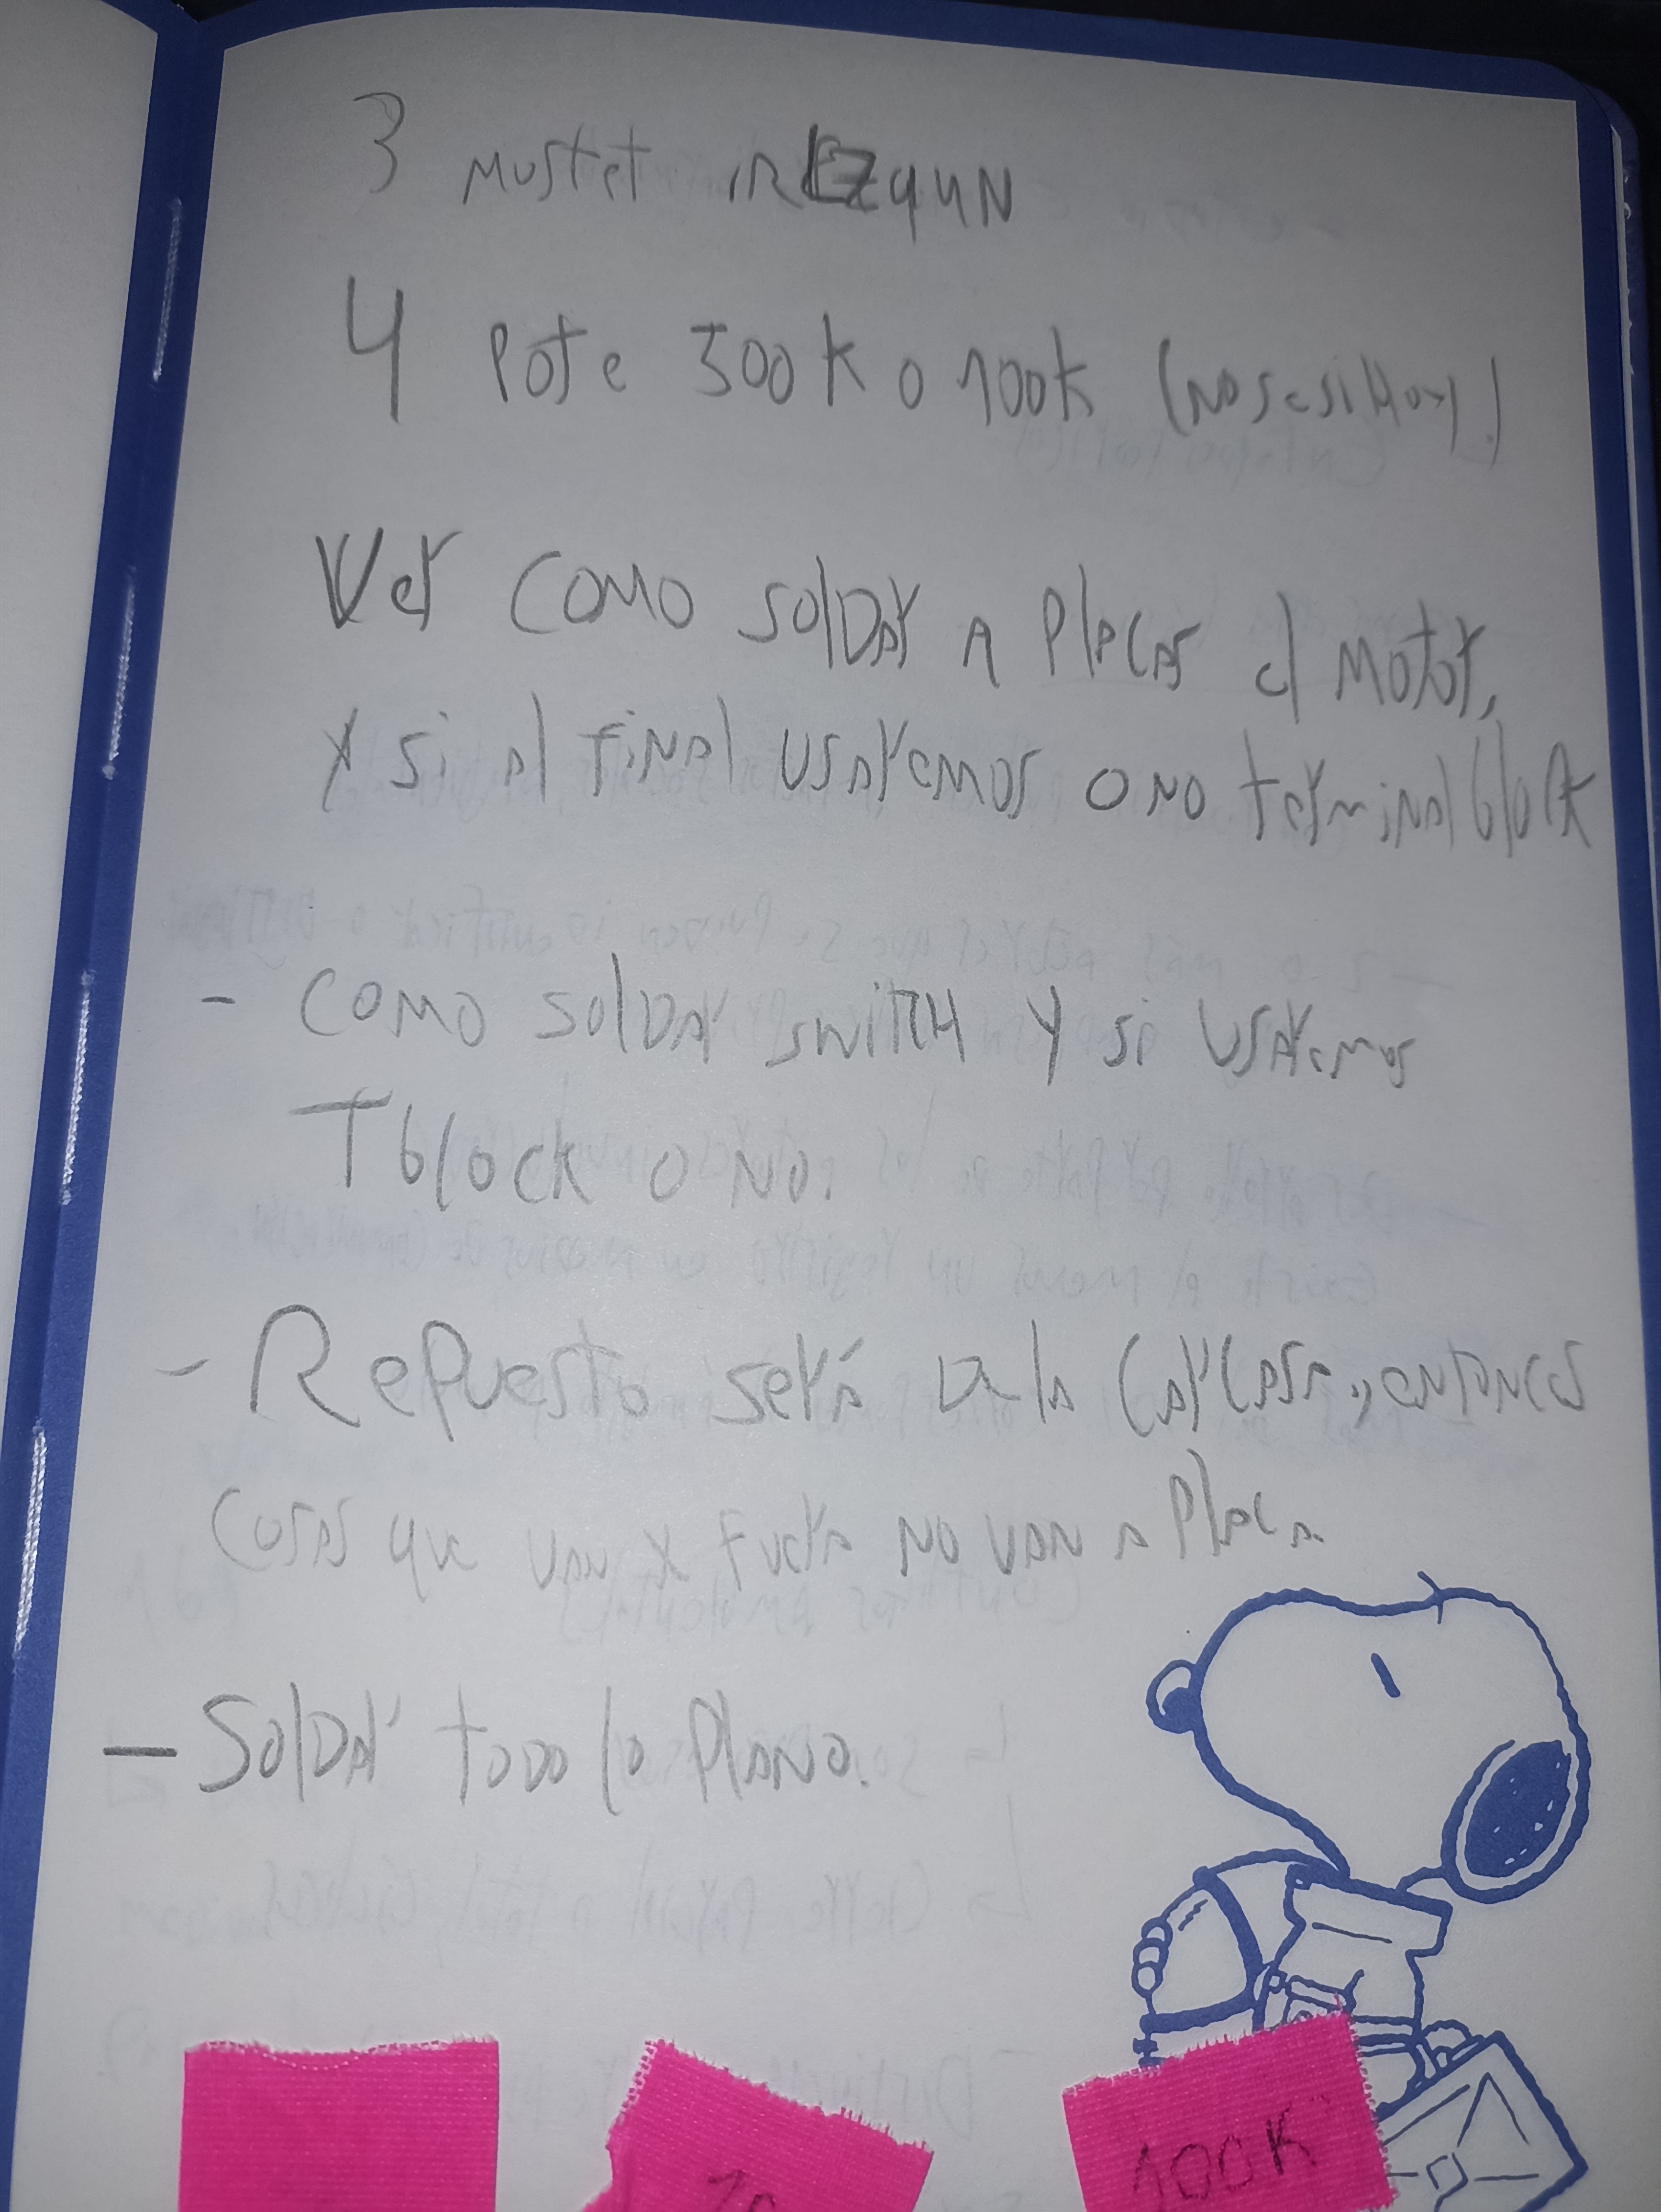 3 Mosfet IRLZ44N
4 Pote 500K o 100K (no se si Hay)
Ver como soldar a placas el motor,
y si al final usaremos o no terminal block
- como soldar switch y si usaremos
T block o no.
- Repuesto será de la carcasa, entonces
cosas que van x fuera no van a placa
- Soldar todo lo plano.
10
100K